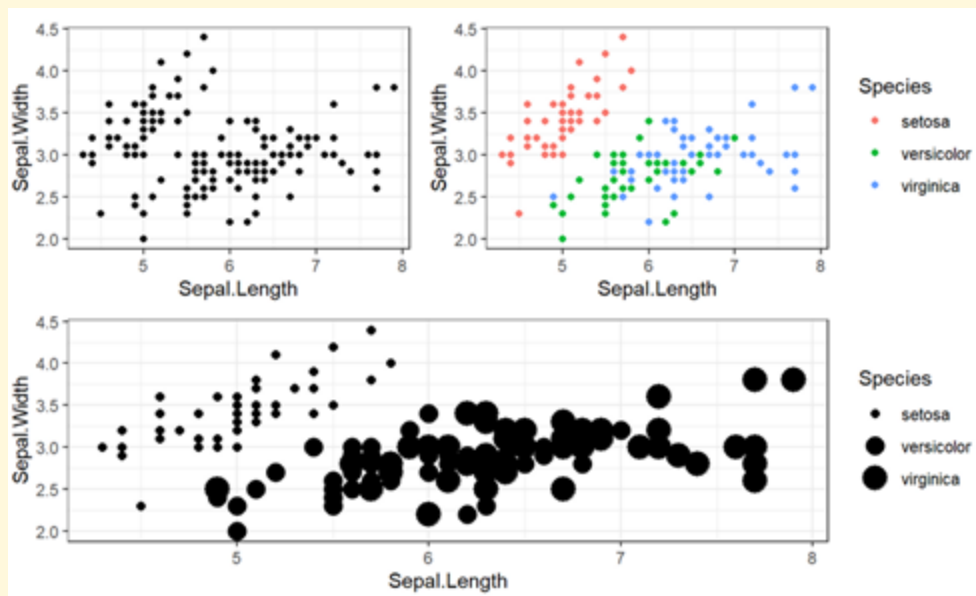 4.5
4.0
3.5
3.0
2.5
2.0
Sepal.Width
5 6 7 8
Sepal.Length
4.5
4.0
3.5
3.0
2.5
2.0
Sepal.Width
5 6 7 8
Sepal.Length
Species
setosa
versicolor
virginica
4.5
4.0
3.5
3.0
2.5
2.0
Sepal.Width
5 6 7 8
Sepal.Length
Species
setosa
versicolor
virginica